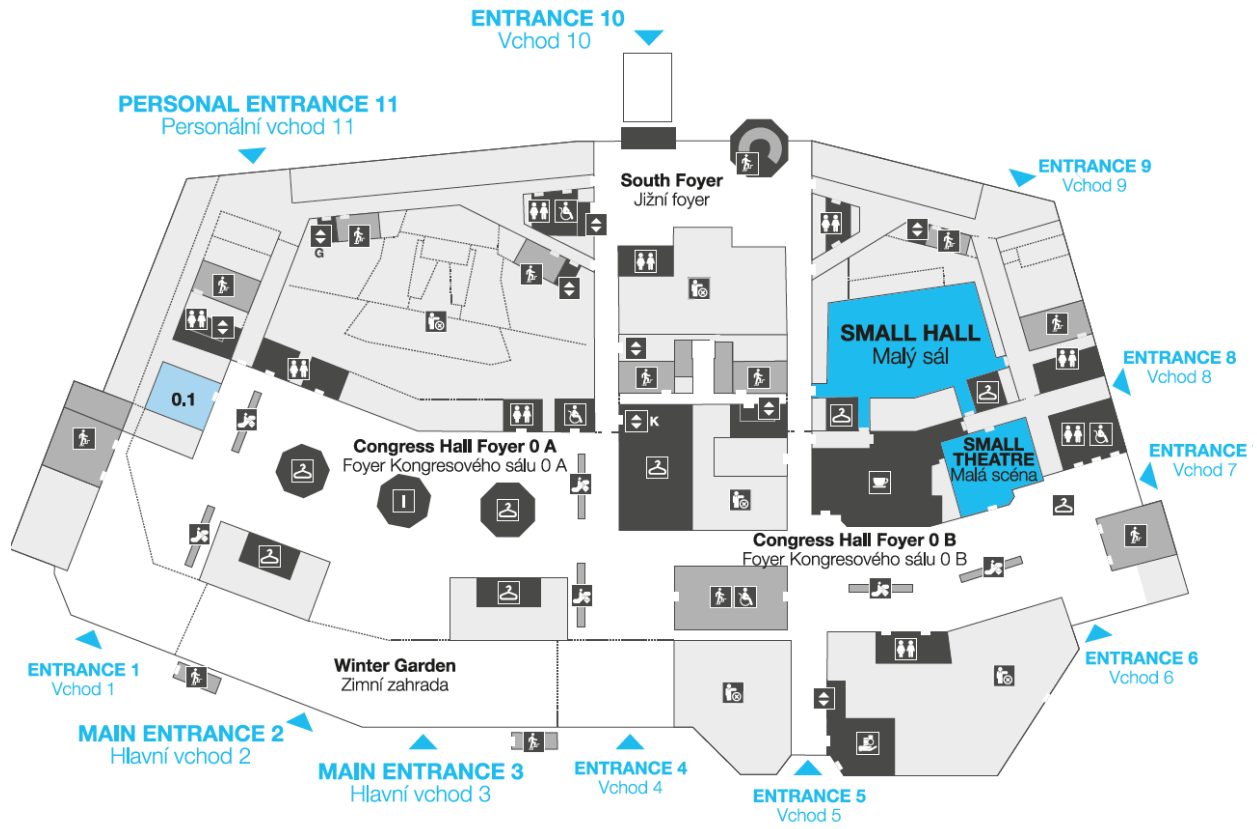 ENTRANCE 10
Vchod 10
PERSONAL ENTRANCE 11
Personální vchod 11
ENTRANCE 9
Vchod 9
South Foyer
Jižní foyer
G
SMALL HALL
Malý sál
ENTRANCE 8
Vchod 8
0.1
K
Congress Hall Foyer 0 A
Foyer Kongresového sálu 0 A
SMALL
THEATRE
Malá scéna
ENTRANCE
Vchod 7
I
Congress Hall Foyer 0 B
Foyer Kongresového sálu 0 B
Winter Garden
Zimní zahrada
ENTRANCE 1
Vchod 1
ENTRANCE 6
Vchod 6
MAIN ENTRANCE 2
Hlavní vchod 2
MAIN ENTRANCE 3
Hlavní vchod 3
ENTRANCE 4
Vchod 4
ENTRANCE 5
Vchod 5